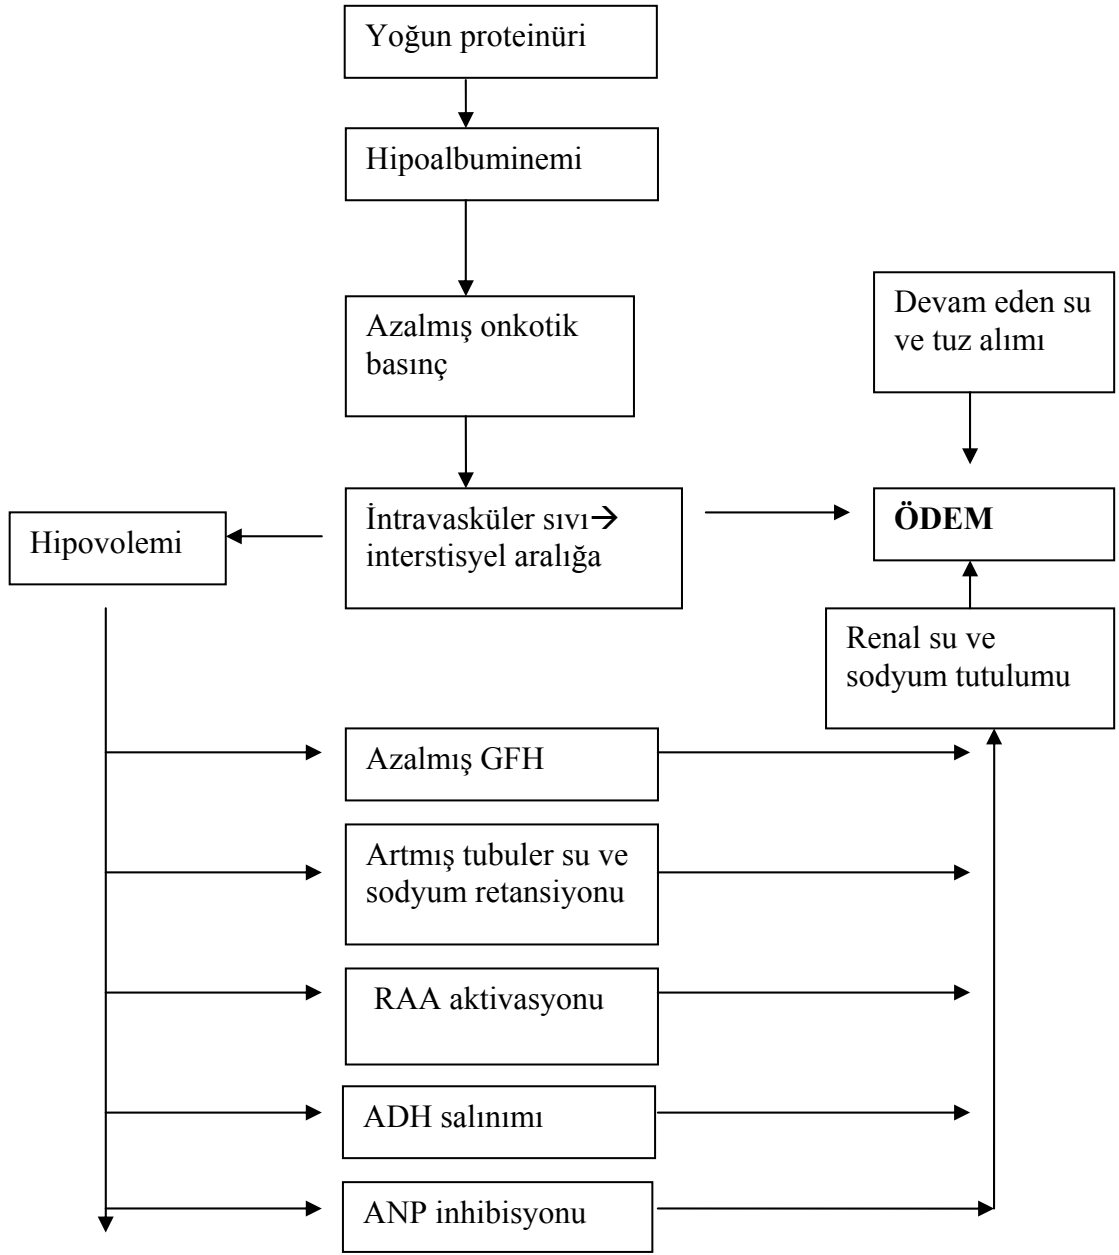 Yoğun proteinüri
Hipoalbuminemi
Azalmış onkotik
basınç
Devam eden su
ve tuz alımı
Hipovolemi
İntravasküler sıvı→
interstisyel aralığa
ÖDEM
Renal su ve
sodyum tutulumu
Azalmış GFH
Artmış tubuler su ve
sodyum retansiyonu
RAA aktivasyonu
ADH salınımı
ANP inhibisyonu